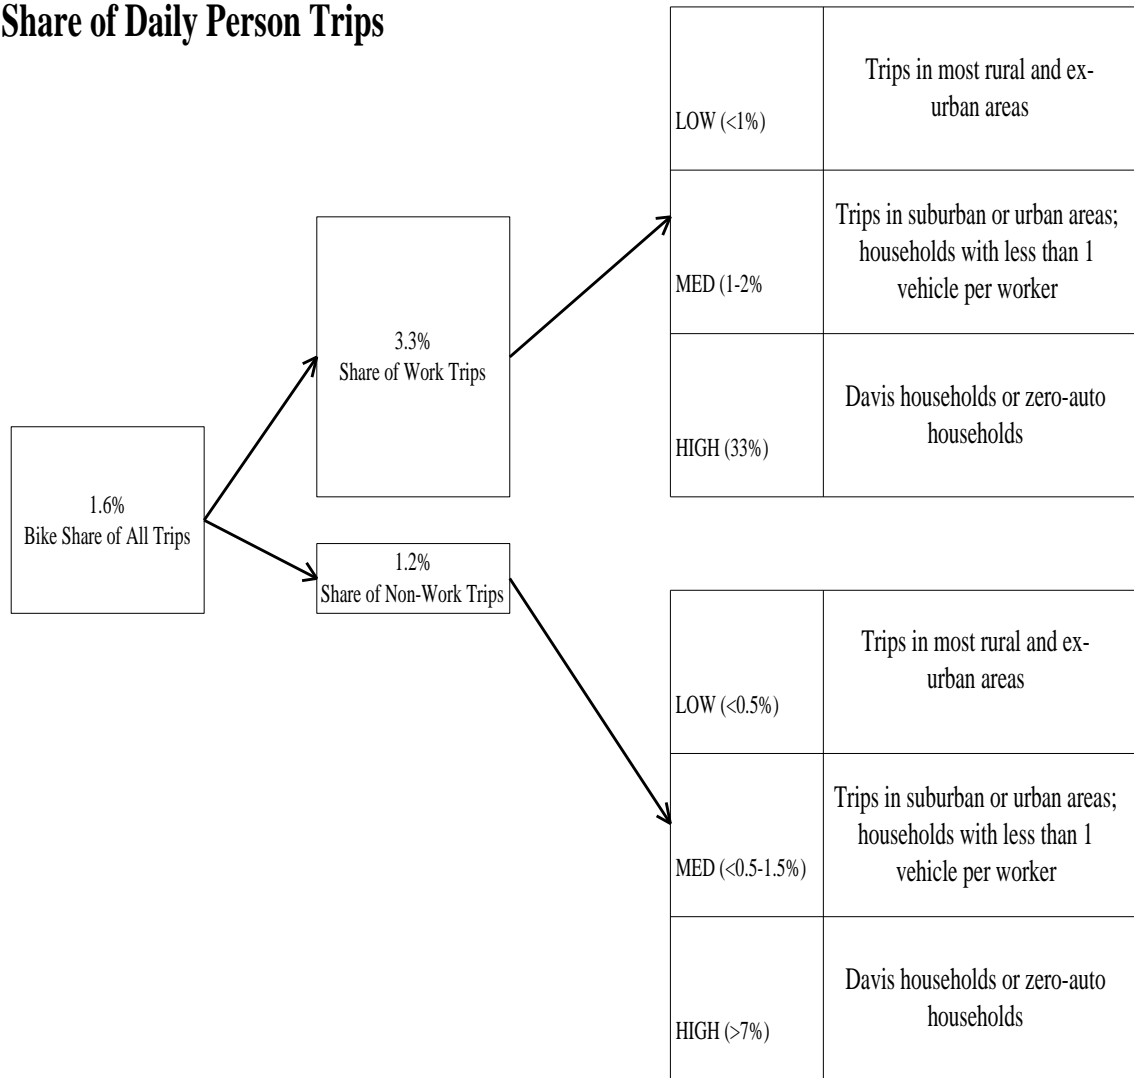 Share of Daily Person Trips
1.6%
Bike Share of All Trips
3.3%
Share of Work Trips
1.2%
Share of Non-Work Trips
LOW (<1%)
Trips in most rural and ex-
urban areas
MED (1-2%
Trips in suburban or urban areas;
households with less than 1
vehicle per worker
HIGH (33%)
Davis households or zero-auto
households
LOW (<0.5%)
Trips in most rural and ex-
urban areas
MED (<0.5-1.5%)
Trips in suburban or urban areas;
households with less than 1
vehicle per worker
HIGH (>7%)
Davis households or zero-auto
households